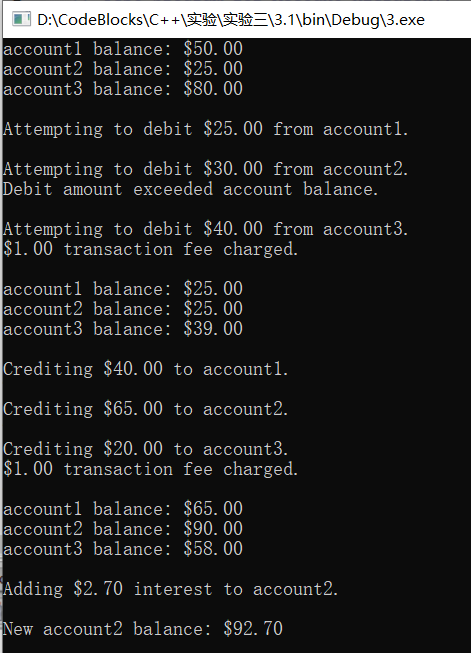 D:\CodeBlocks\C++\实验\实验三\3.1\bin\Debug\3.exe
account1 balance: $50.00
account2 balance: $25.00
account3 balance: $80.00
Attempting to debit $25.00 from account1.
Attempting to debit $30.00 from account2.
Debit amount exceeded account balance.
Attempting to debit $40.00 from account3.
$1.00 transaction fee charged.
account1 balance: $25.00
account2 balance: $25.00
account3 balance: $39.00
Crediting $40.00 to account1.
Crediting $65.00 to account2.
Crediting $20.00 to account3.
$1.00 transaction fee charged.
account1 balance: $65.00
account2 balance: $90.00
account3 balance: $58.00
Adding $2.70 interest to account2.
New account2 balance: $92.70